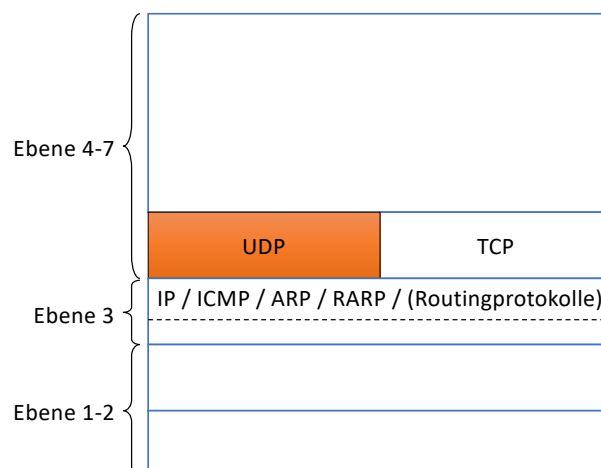 Ebene 4-7
UDP
TCP
IP / ICMP / ARP / RARP / (Routingprotokolle)
Ebene 3
Ebene 1-2